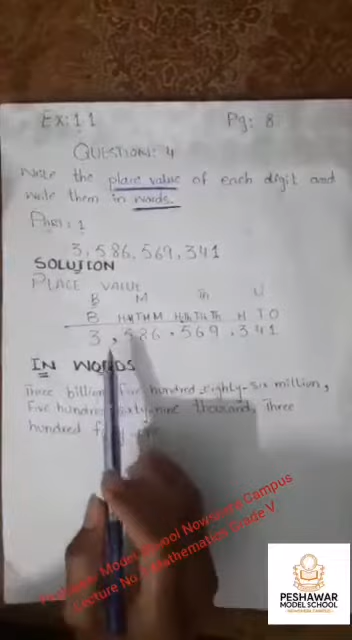 Ex: 1.1 Pg: 8
QUESTION: 4
Write the place value of each digit and
write them in words.
PART: 1
3,586,569,341
SOLUTION
PLACE VALUE
B M Th U
B HM TM M H.Th T.Th Th H T O
3,586,569,341
IN WORDS
Three billion, five hundred eighty-six million,
Five hundred sixty-nine thousand, Three
hundred
Peshawar Model School Nowshera Campus
Lecture No Mathematics Grade V
PESHAWAR
MODEL SCHOOL